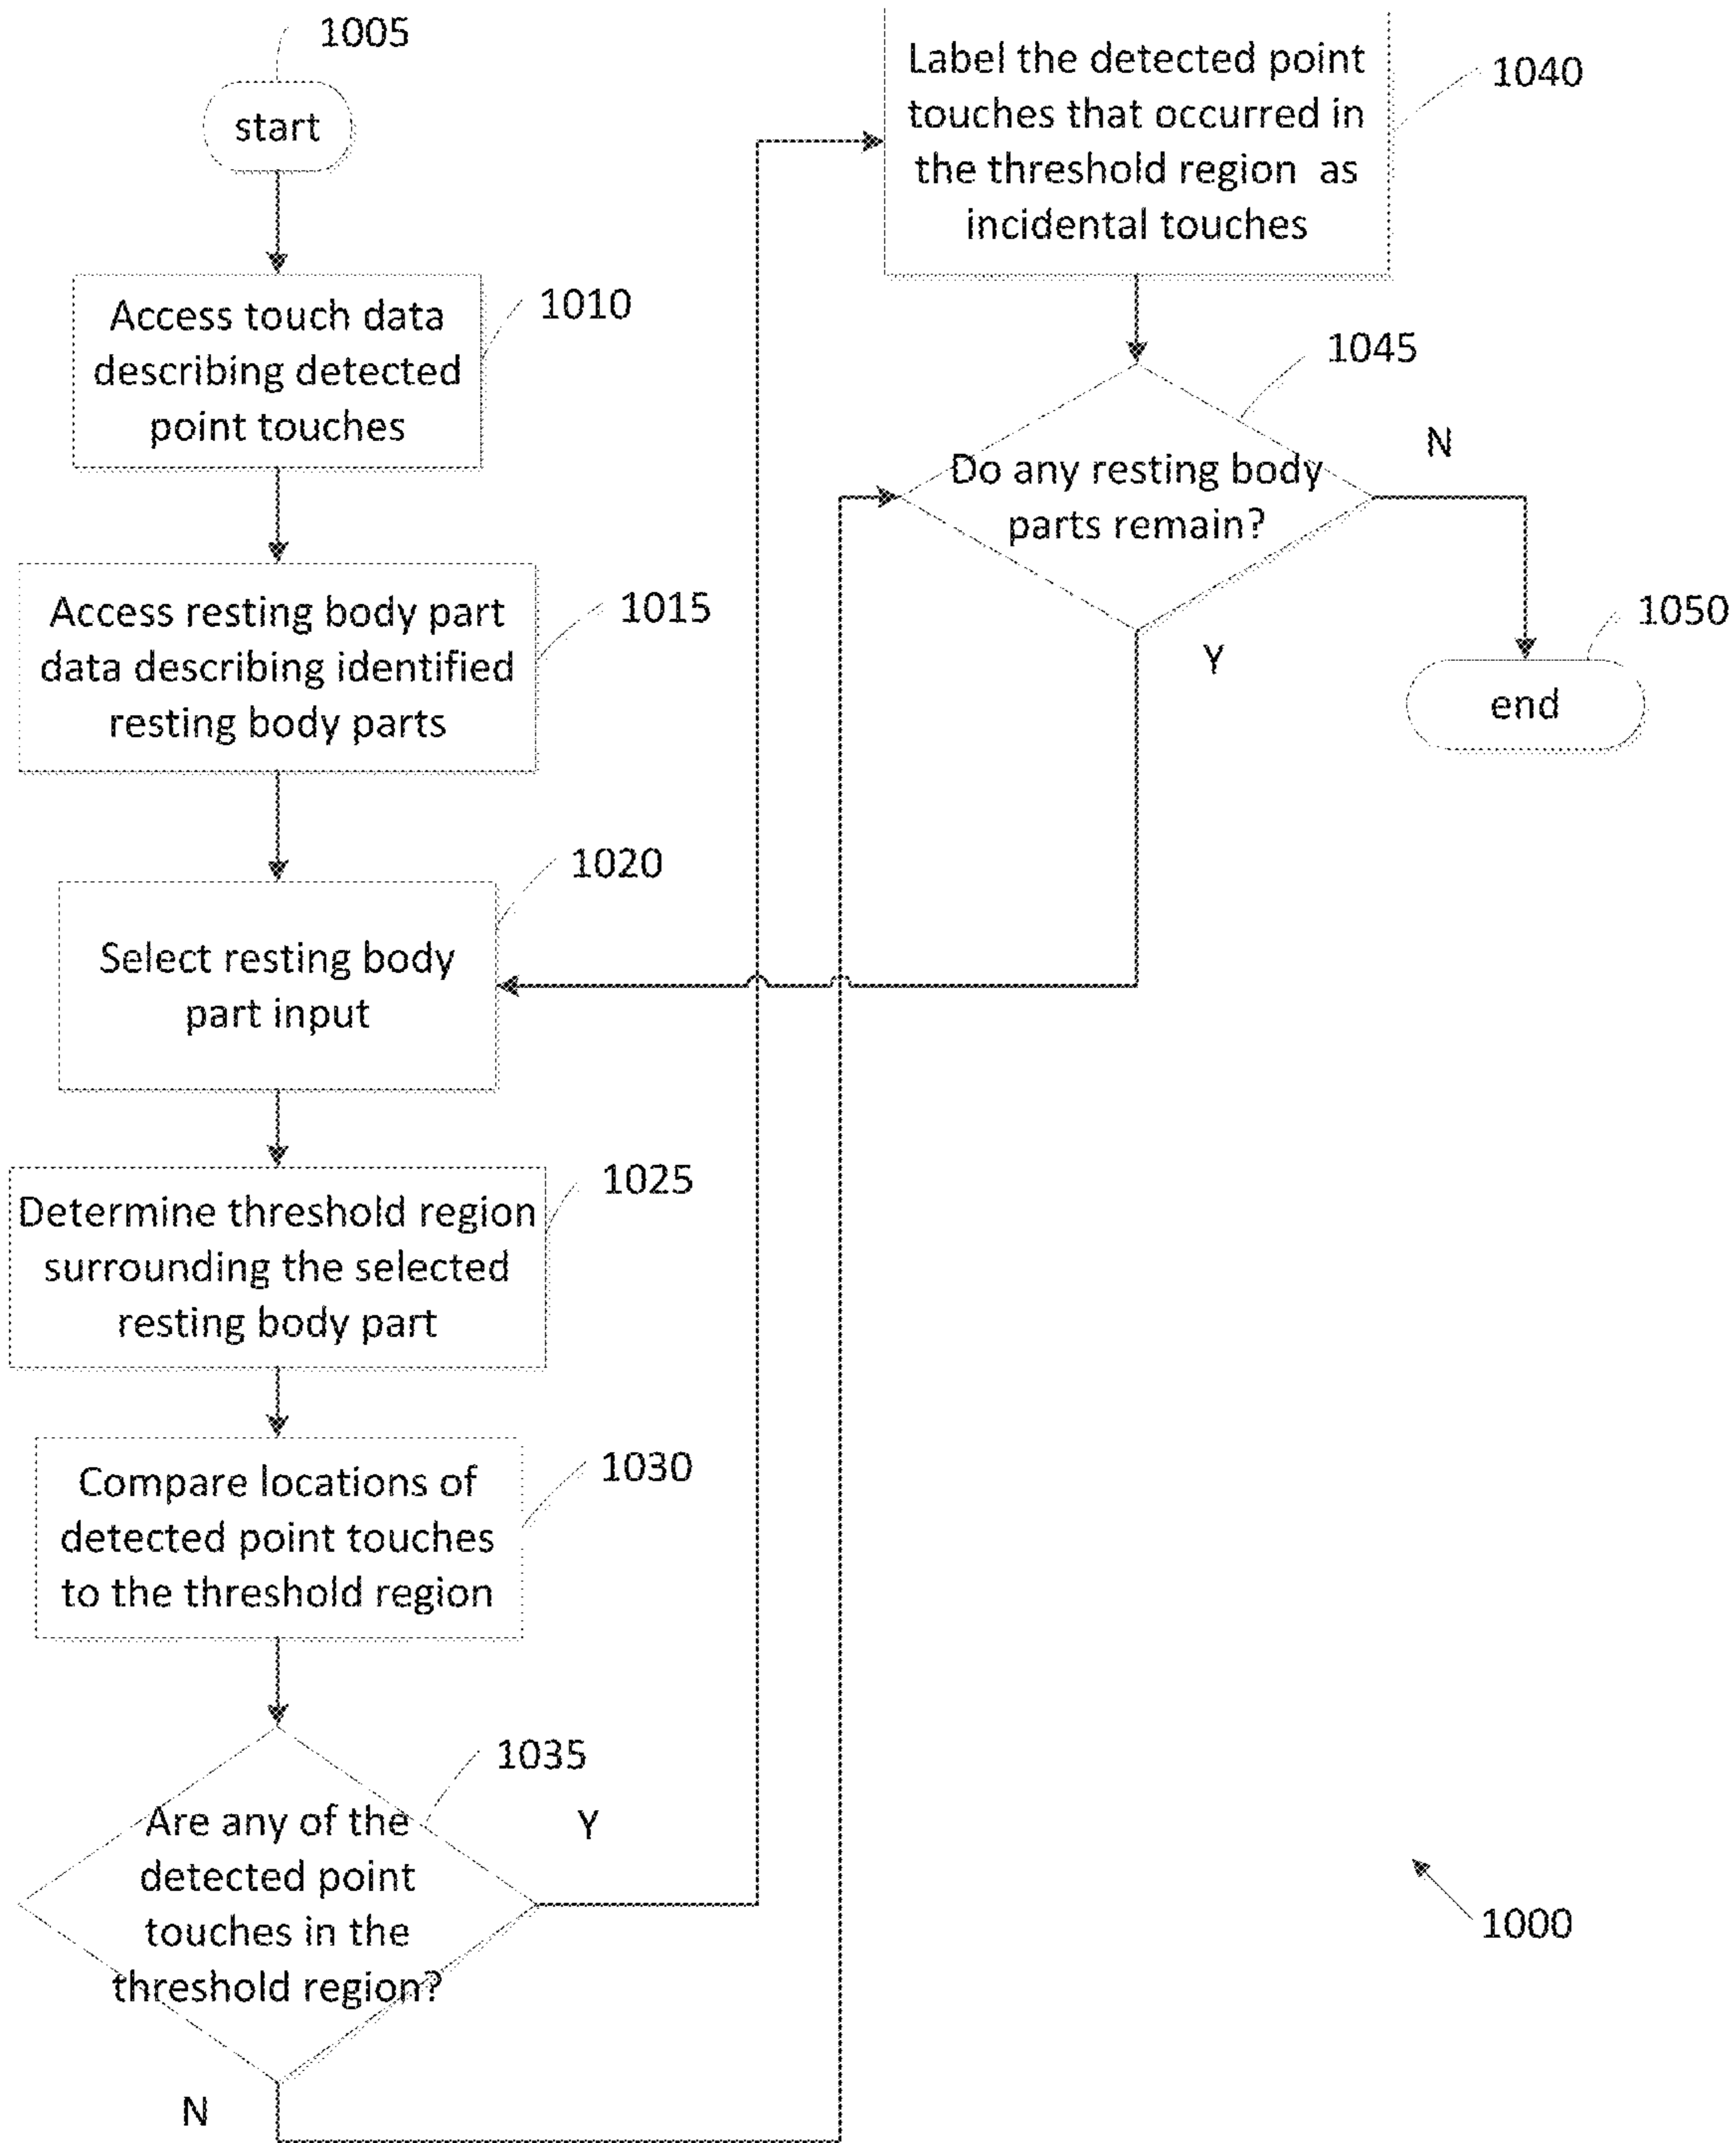 1005
start
Access touch data
describing detected
point touches
1010
Access resting body part
data describing identified
resting body parts
1015
Select resting body
part input
1020
Determine threshold region
surrounding the selected
resting body part
1025
Compare locations of
detected point touches
to the threshold region
1030
Are any of the
detected point
touches in the
threshold region?
1035
Y
N
Label the detected point
touches that occurred in
the threshold region as
incidental touches
1040
Do any resting body
parts remain?
1045
N
Y
end
1050
1000